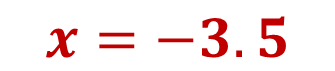 x = −3.5